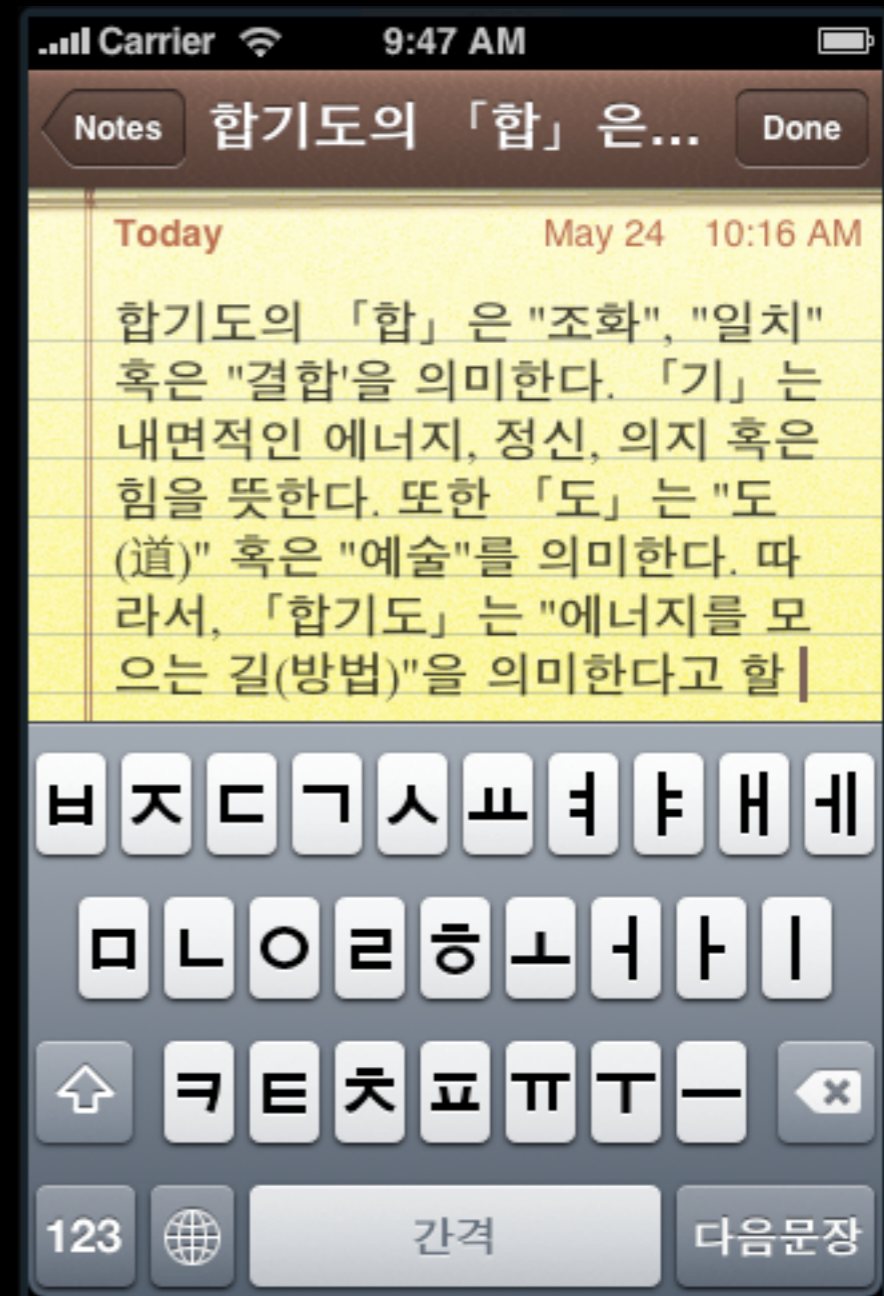 Carrier 9:47 AM
Notes 합기도의 「합」 은... Done
Today May 24 10:16 AM
합기도의 「합」 은 "조화", "일치"
혹은 "결합'을 의미한다. 「기」 는
내면적인 에너지, 정신, 의지 혹은
힘을 뜻한다. 또한 「도」 는 "도
(道)" 혹은 "예술"를 의미한다. 따
라서, 「합기도」 는 "에너지를 모
으는 길(방법)"을 의미한다고 할
ㅂ ㅈ ㄷ ㄱ ㅅ ㅛ ㅕ ㅑ ㅐ ㅔ
ㅁ ㄴ ㅇ ㄹ ㅎ ㅗ ㅓ ㅏ ㅣ
ㅋ ㅌ ㅊ ㅍ ㅠ ㅜ ㅡ
123 간격 다음문장